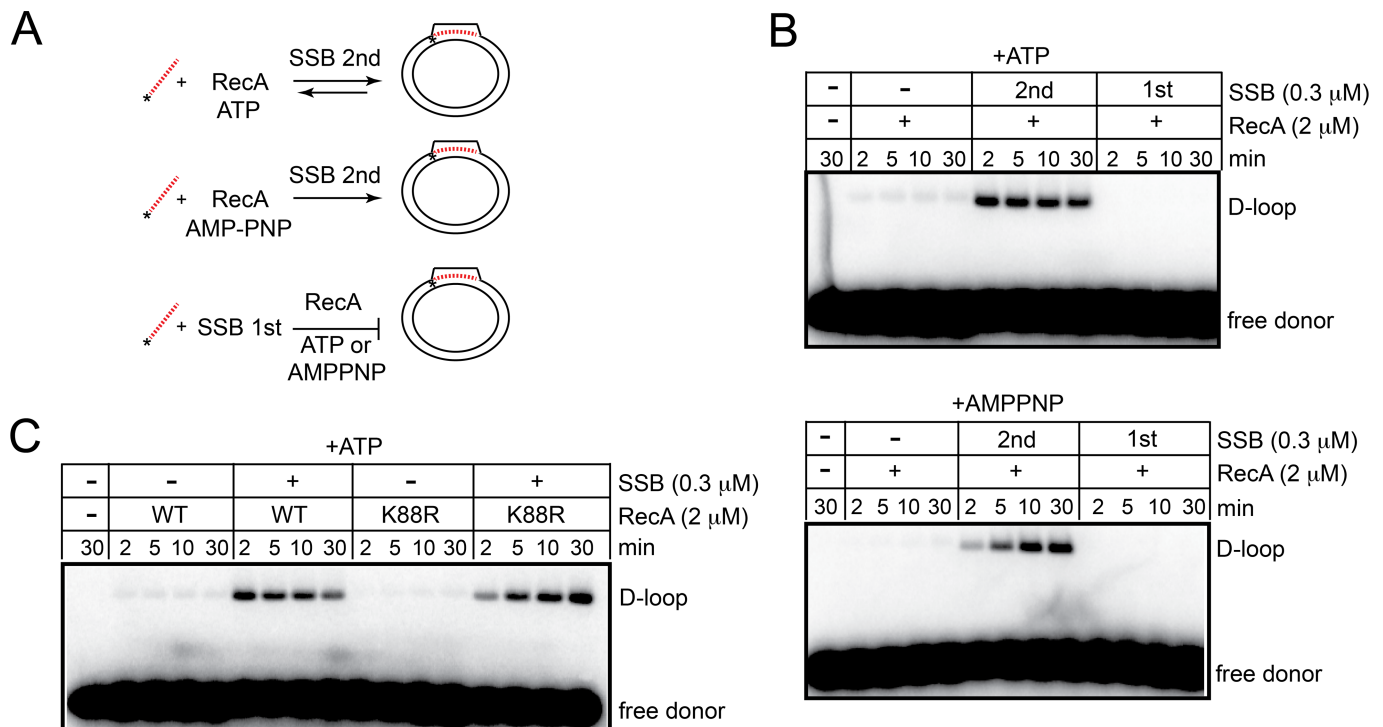 A
* + RecA
ATP
SSB 2nd
*
* + RecA
AMP-PNP
SSB 2nd
*
* + SSB 1st
RecA
ATP or
AMPPNP
*
B
+ATP
- - 2nd 1st SSB (0.3 μM)
- + + + RecA (2 μM)
30 2 5 10 30 2 5 10 30 2 5 10 30 min
D-loop
free donor
+AMPPNP
- - 2nd 1st SSB (0.3 μM)
- + + + RecA (2 μM)
30 2 5 10 30 2 5 10 30 2 5 10 30 min
D-loop
free donor
C
+ATP
- - + - + SSB (0.3 μM)
- WT WT K88R K88R RecA (2 μM)
30 2 5 10 30 2 5 10 30 2 5 10 30 2 5 10 30 min
D-loop
free donor